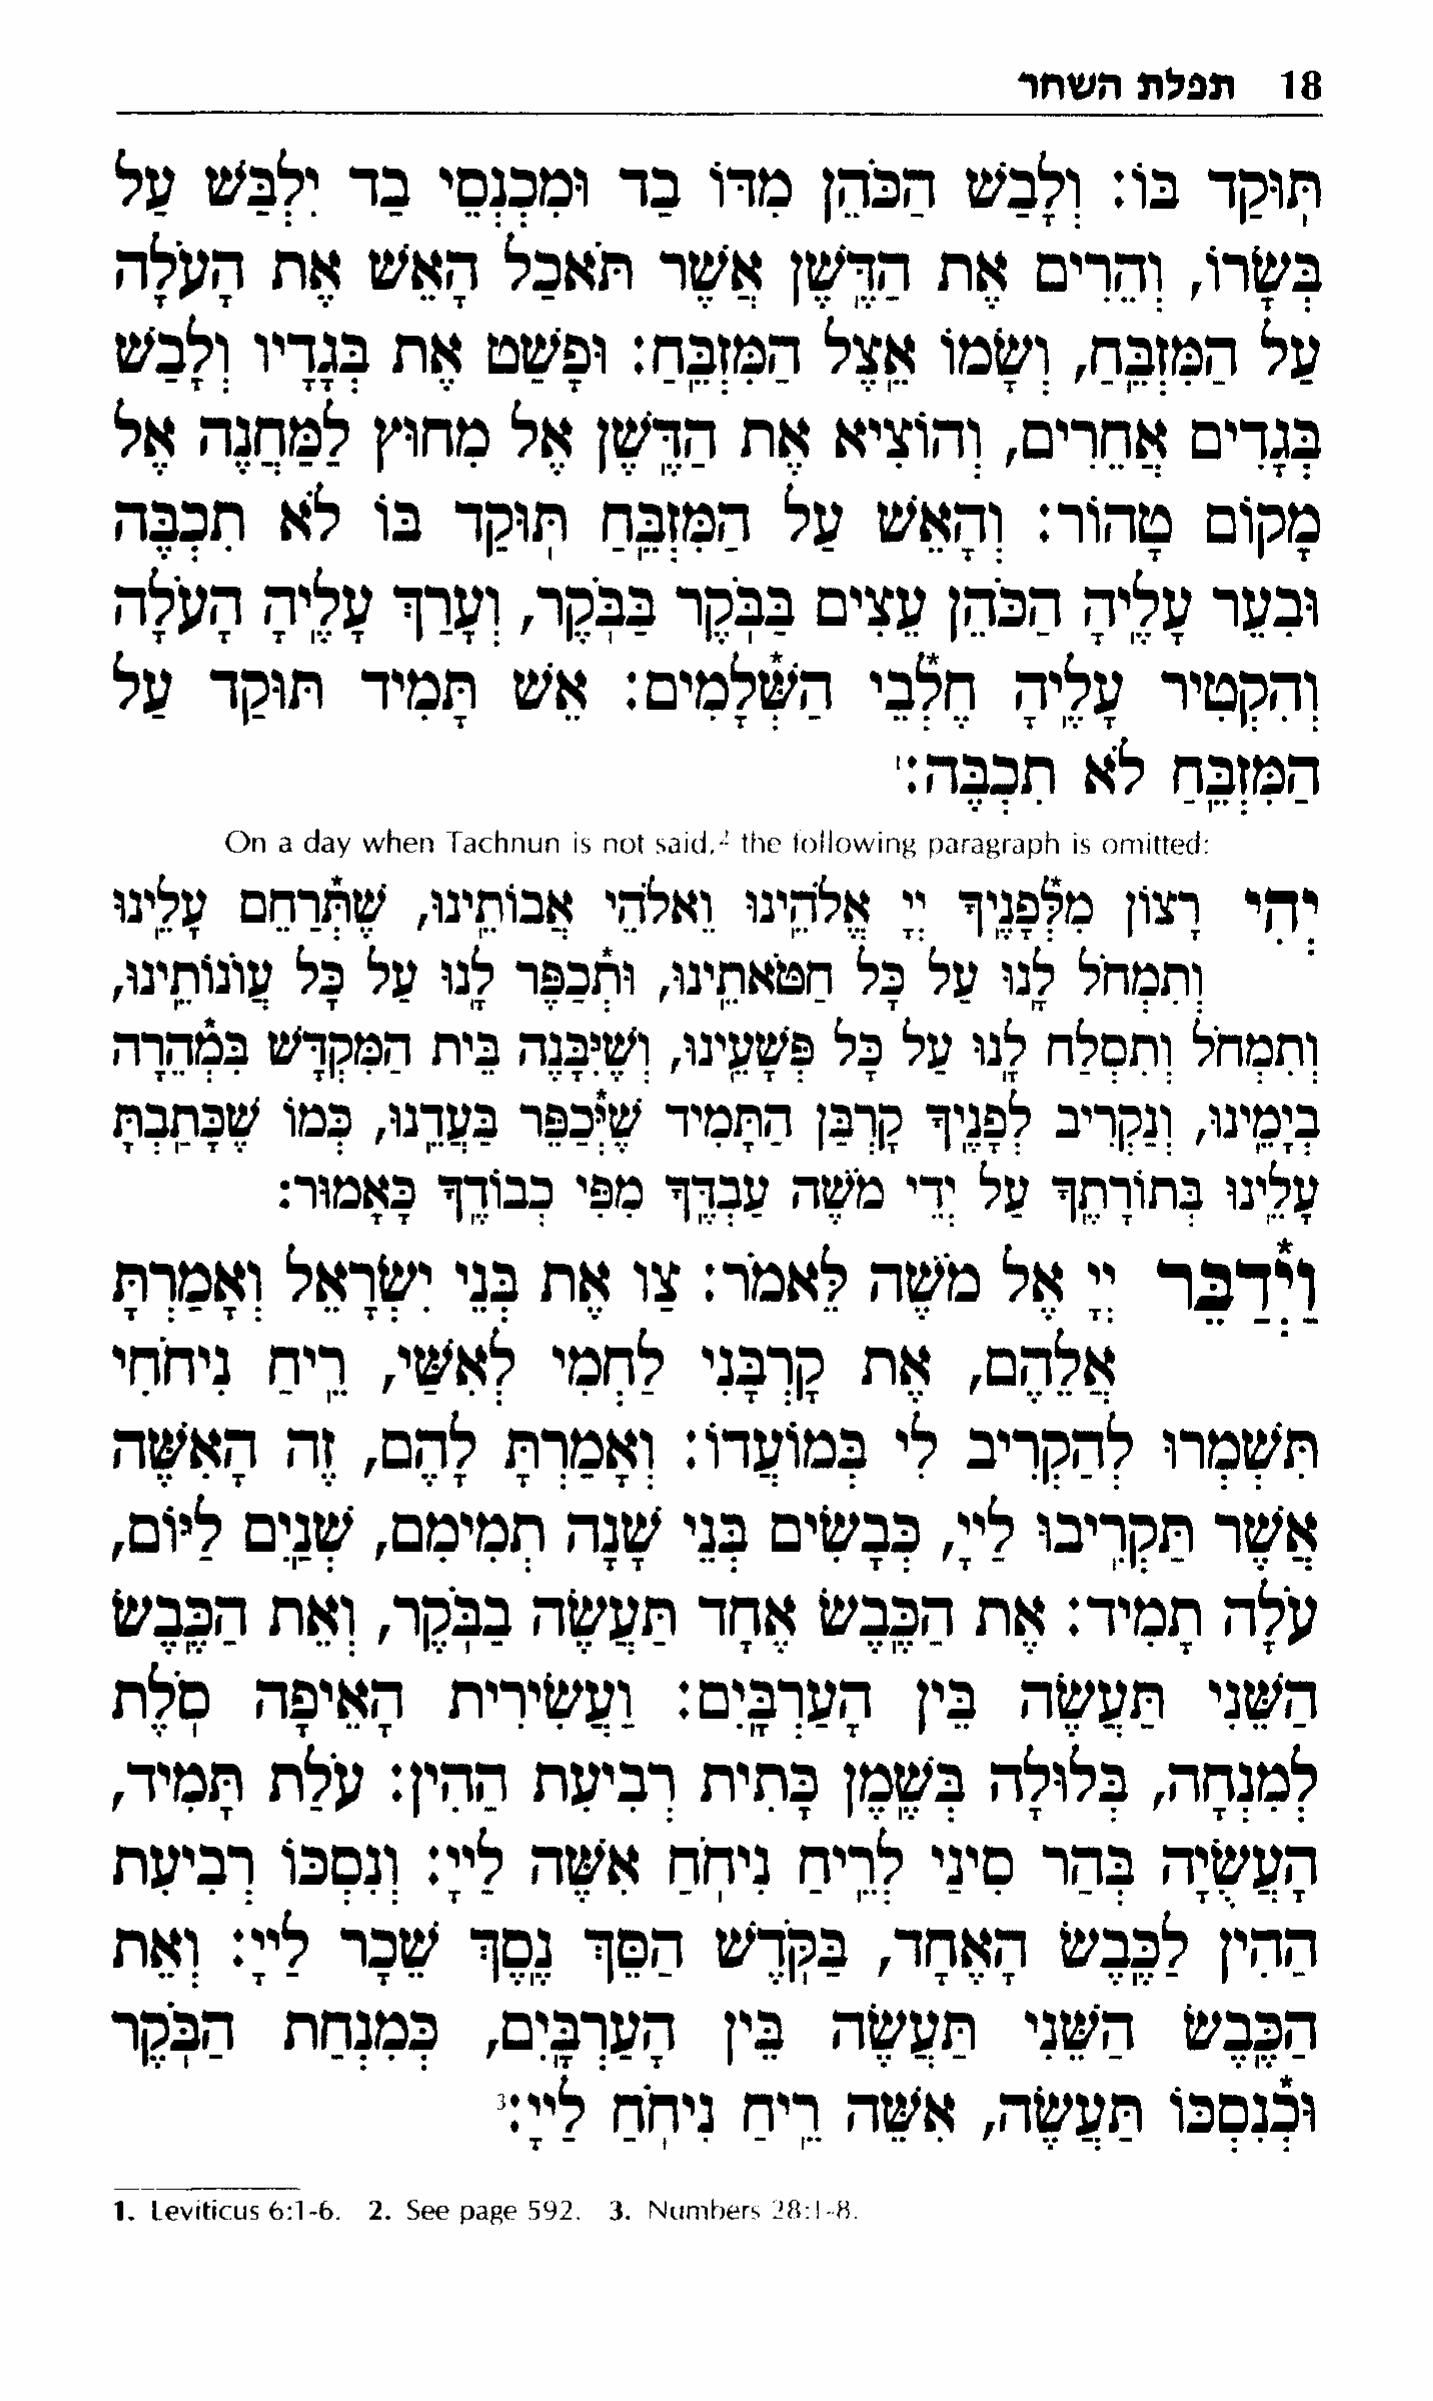 18 תפלת השחר
תּוּקַד בּוֹ: וְלָבַשׁ הַכֹּהֵן מִדּוֹ בַד וּמִכְנְסֵי בַד יִלְבַּשׁ עַל
בְּשָׂרוֹ, וְהֵרִים אֶת הַדֶּשֶׁן אֲשֶׁר תֹּאכַל הָאֵשׁ אֶת הָעֹלָה
עַל הַמִּזְבֵּחַ, וְשָׂמוֹ אֵצֶל הַמִּזְבֵּחַ: וּפָשַׁט אֶת בְּגָדָיו וְלָבַשׁ
בְּגָדִים אֲחֵרִים, וְהוֹצִיא אֶת הַדֶּשֶׁן אֶל מִחוּץ לַמַּחֲנֶה אֶל
מָקוֹם טָהוֹר: וְהָאֵשׁ עַל הַמִּזְבֵּחַ תּוּקַד בּוֹ לֹא תִכְבֶּה
וּבִעֵר עָלֶיהָ הַכֹּהֵן עֵצִים בַּבֹּקֶר בַּבֹּקֶר, וְעָרַךְ עָלֶיהָ הָעֹלָה
וְהִקְטִיר עָלֶיהָ חֶלְ*בֵי הַשְּׁ*לָמִים: אֵשׁ תָּמִיד תּוּקַד עַל
הַמִּזְבֵּחַ לֹא תִכְבֶּה:¹
On a day when Tachnun is not said,² the following paragraph is omitted:
יְהִי רָצוֹן מִלְּ*פָנֶיךָ יְיָ אֱלֹהֵינוּ וֵאלֹהֵי אֲבוֹתֵינוּ, שֶׁתְּ*רַחֵם עָלֵינוּ
וְתִמְחֹל לָנוּ עַל כָּל חַטֹּאתֵינוּ, וּתְ*כַפֶּר לָנוּ עַל כָּל עֲוֹנוֹתֵינוּ,
וְתִמְחֹל וְתִסְלַח לָנוּ עַל כָּל פְּשָׁעֵינוּ, וְשֶׁיִּבָּנֶה בֵּית הַמִּקְדָּשׁ בִּמְ*הֵרָה
בְיָמֵינוּ, וְנַקְרִיב לְפָנֶיךָ קָרְבַּן הַתָּמִיד שֶׁיְּ*כַפֵּר בַּעֲדֵנוּ, כְּמוֹ שֶׁכָּתַבְתָּ
עָלֵינוּ בְּתוֹרָתֶךָ עַל יְדֵי מֹשֶׁה עַבְדֶּךָ מִפִּי כְבוֹדֶךָ כָּאָמוּר:
וַיְ*דַבֵּר יְיָ אֶל מֹשֶׁה לֵּאמֹר: צַו אֶת בְּנֵי יִשְׂרָאֵל וְאָמַרְתָּ
אֲלֵהֶם, אֶת קָרְבָּנִי לַחְמִי לְאִשַּׁי, רֵיחַ נִיחֹחִי
תִּשְׁמְרוּ לְהַקְרִיב לִי בְּמוֹעֲדוֹ: וְאָמַרְתָּ לָהֶם, זֶה הָאִשֶּׁה
אֲשֶׁר תַּקְרִיבוּ לַייָ, כְּבָשִׂים בְּנֵי שָׁנָה תְמִימִם, שְׁנַיִם לַיּוֹם,
עֹלָה תָמִיד: אֶת הַכֶּבֶשׂ אֶחָד תַּעֲשֶׂה בַבֹּקֶר, וְאֵת הַכֶּבֶשׂ
הַשֵּׁנִי תַּעֲשֶׂה בֵּין הָעַרְבָּיִם: וַעֲשִׂירִית הָאֵיפָה סֹלֶת
לְמִנְחָה, בְּלוּלָה בְּשֶׁמֶן כָּתִית רְבִיעִת הַהִין: עֹלַת תָּמִיד,
הָעֲשֻׂיָה בְּהַר סִינַי לְרֵיחַ נִיחֹחַ אִשֶּׁה לַייָ: וְנִסְכּוֹ רְבִיעִת
הַהִין לַכֶּבֶשׂ הָאֶחָד, בַּקֹּדֶשׁ הַסֵּךְ נֶסֶךְ שֵׁכָר לַייָ: וְאֵת
הַכֶּבֶשׂ הַשֵּׁנִי תַּעֲשֶׂה בֵּין הָעַרְבָּיִם, כְּמִנְחַת הַבֹּקֶר
וּכְ*נִסְכּוֹ תַּעֲשֶׂה, אִשֵּׁה רֵיחַ נִיחֹחַ לַייָ:³
1. Leviticus 6:1-6. 2. See page 592. 3. Numbers 28:1-8.